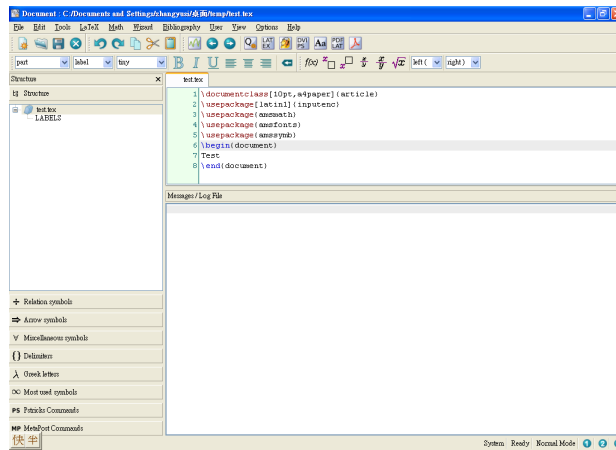 Document : C:/Documents and Settings/zhangyusi/桌面/temp/test.tex
File Edit Tools LaTeX Math Wizard Bibliography User View Options Help
part label tiny B I U f(x) left ( right )
Structure
test.tex
Structure
test.tex
LABELS
1 \documentclass[10pt,a4paper]{article}
2 \usepackage[latin1]{inputenc}
3 \usepackage{amsmath}
4 \usepackage{amsfonts}
5 \usepackage{amssymb}
6 \begin{document}
7 Test
8 \end{document}
Messages / Log File
Relation symbols
Arrow symbols
Miscellaneous symbols
{} Delimiters
λ Greek letters
∞ Most used symbols
PS Pstricks Commands
MP MetaPost Commands
快 半
System Ready Normal Mode 1 2